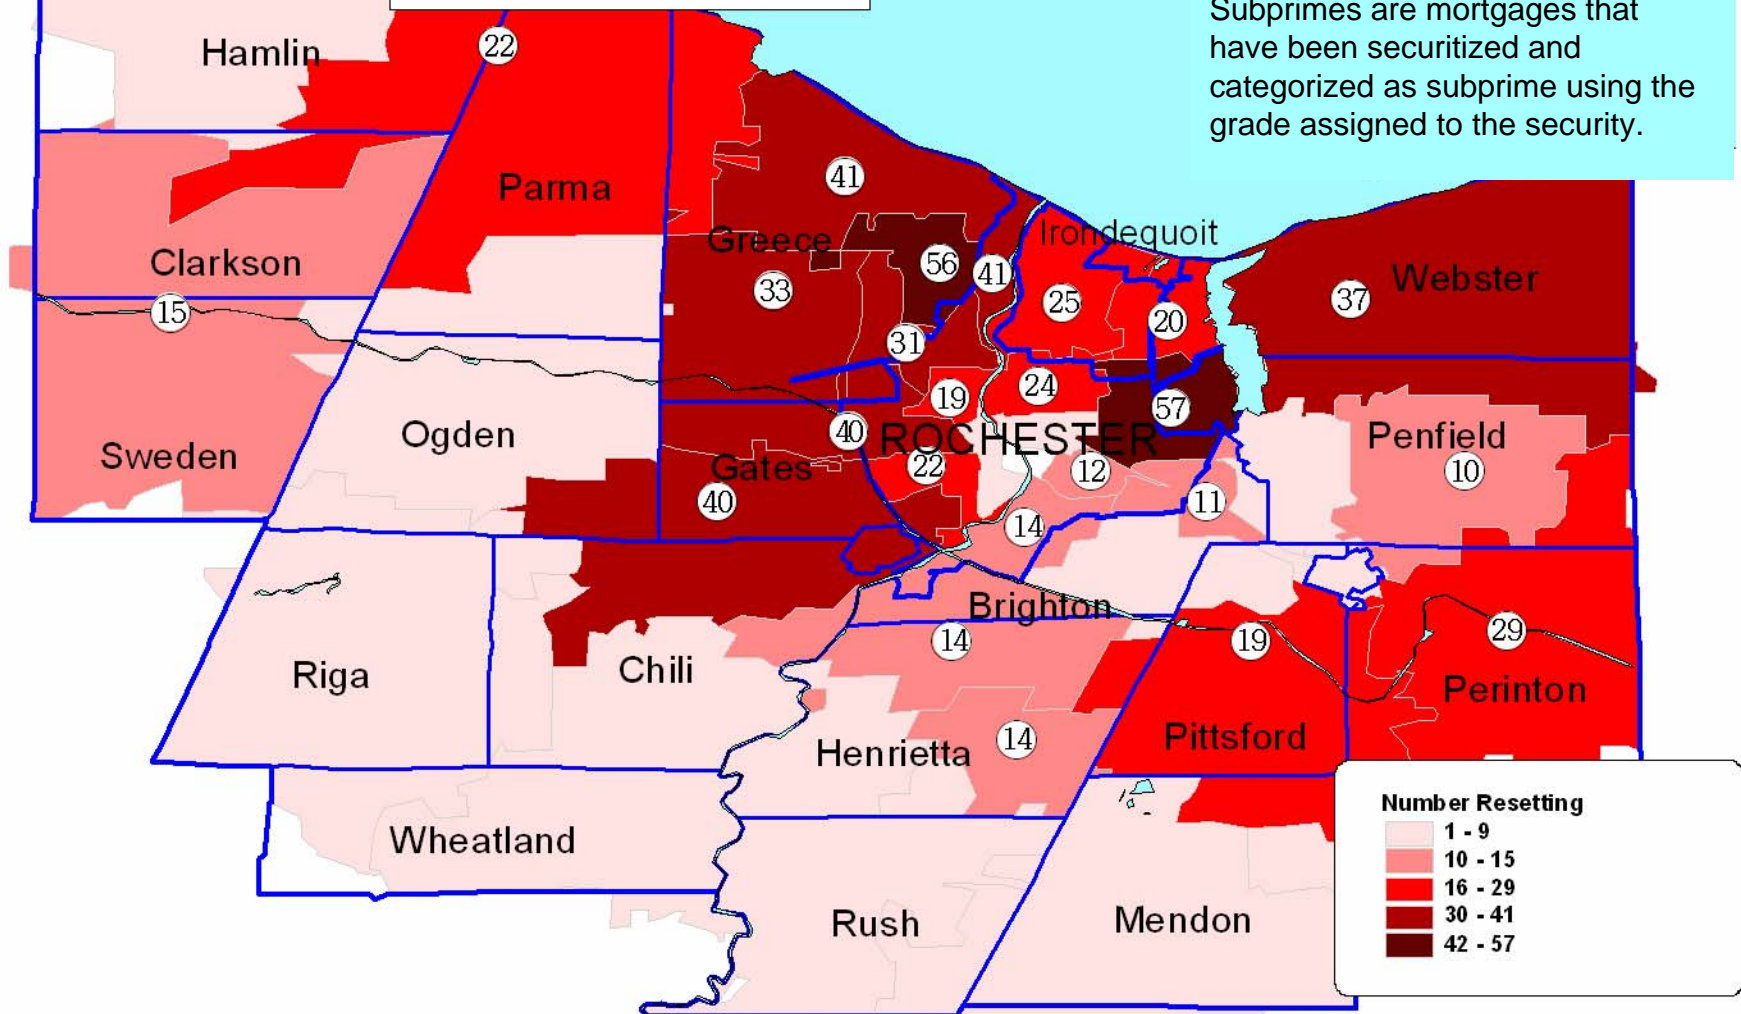 Subprimes are mortgages that
have been securitized and
categorized as subprime using the
grade assigned to the security.
Hamlin
22
Parma
41
Greece
Irondequoit
Clarkson
56
41
Webster
33
25
37
15
20
31
19
24
57
Ogden
40
ROCHESTER
Penfield
Sweden
Gates
22
12
10
40
11
14
Brighton
14
19
29
Riga
Chili
Perinton
Henrietta
14
Pittsford
Number Resetting
1 - 9
10 - 15
16 - 29
30 - 41
42 - 57
Wheatland
Rush
Mendon